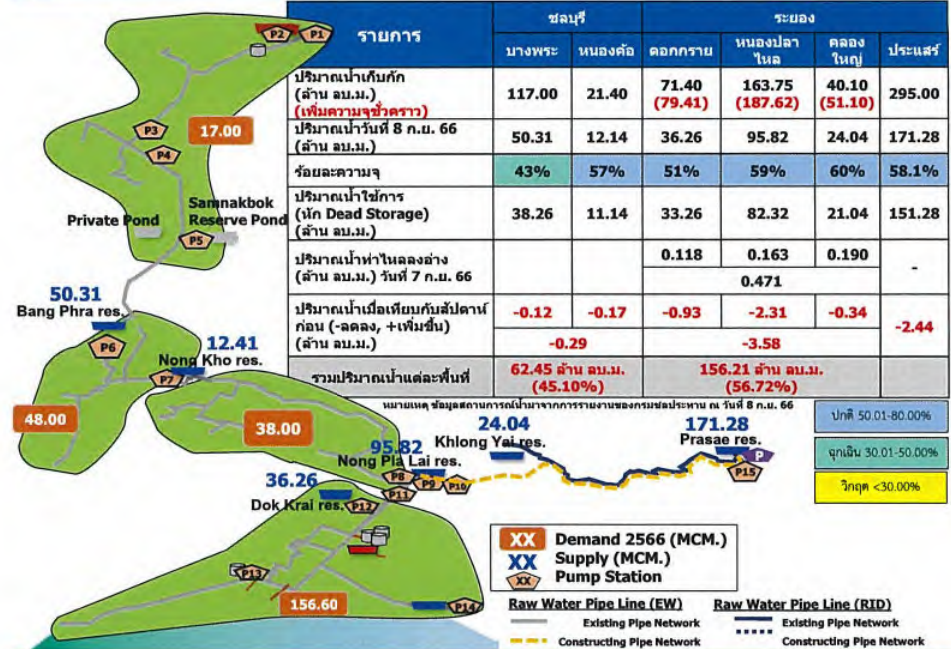 รายการ
ชลบุรี
ระยอง
บางพระ หนองค้อ ดอกกราย หนองปลาไหล คลองใหญ่ ประแสร์
ปริมาณน้ำเก็บกัก
(ล้าน ลบ.ม.)
(เพิ่มความจุชั่วคราว)
117.00 21.40 71.40 163.75 40.10 295.00
(79.41) (187.62) (51.10)
ปริมาณน้ำวันที่ 8 ก.ย. 66
(ล้าน ลบ.ม.)
50.31 12.14 36.26 95.82 24.04 171.28
ร้อยละความจุ
43% 57% 51% 59% 60% 58.1%
ปริมาณน้ำใช้การ
(หัก Dead Storage)
(ล้าน ลบ.ม.)
38.26 11.14 33.26 82.32 21.04 151.28
ปริมาณน้ำท่าไหลลงอ่าง
(ล้าน ลบ.ม.) วันที่ 7 ก.ย. 66
0.118 0.163 0.190 -
0.471
ปริมาณน้ำเมื่อเทียบกับสัปดาห์
ก่อน (-ลดลง, +เพิ่มขึ้น)
(ล้าน ลบ.ม.)
-0.12 -0.17 -0.93 -2.31 -0.34 -2.44
-0.29 -3.58
รวมปริมาณน้ำแต่ละพื้นที่
62.45 ล้าน ลบ.ม.
(45.10%)
156.21 ล้าน ลบ.ม.
(56.72%)
หมายเหตุ ข้อมูลสถานการณ์น้ำมาจากการรายงานของกรมชลประทาน ณ วันที่ 8 ก.ย. 66
ปกติ 50.01-80.00%
ฉุกเฉิน 30.01-50.00%
วิกฤต <30.00%
P2 P1
P3
17.00
P4
Private Pond
Samnakbok
Reserve Pond
P5
50.31
Bang Phra res.
P6
12.41
Nong Kho res.
P7
48.00
38.00
95.82
Nong Pla Lai res.
24.04
Khlong Yai res.
171.28
Prasae res.
P
P15
P8
P9
P10
P11
36.26
Dok Krai res.
P12
P13
156.60
P14
XX Demand 2566 (MCM.)
XX Supply (MCM.)
XX Pump Station
Raw Water Pipe Line (EW)
Existing Pipe Network
Constructing Pipe Network
Raw Water Pipe Line (RID)
Existing Pipe Network
Constructing Pipe Network